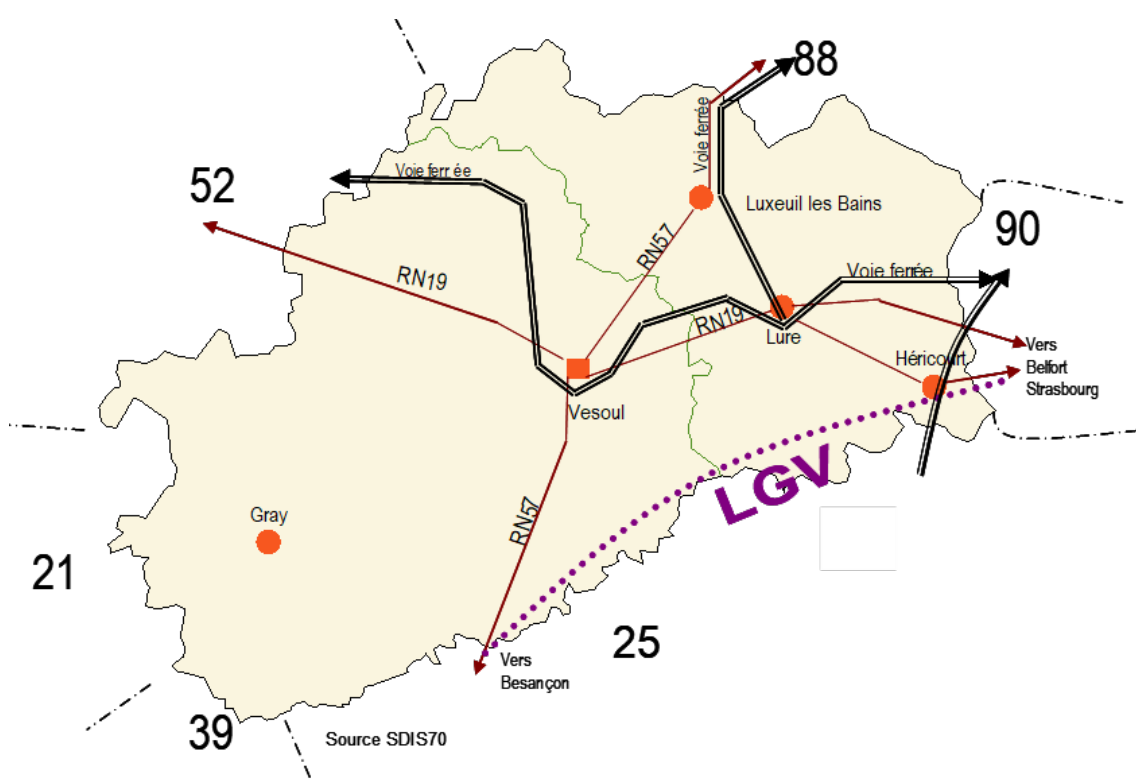 88
Voie ferrée
Voie ferr ée
52
Luxeuil les Bains
90
RN57
RN19
Voie ferrée
RN19
Lure
Vers
Belfort
Strasbourg
Héricourt
Vesoul
LGV
RN57
Gray
21
25
Vers
Besançon
39
Source SDIS70